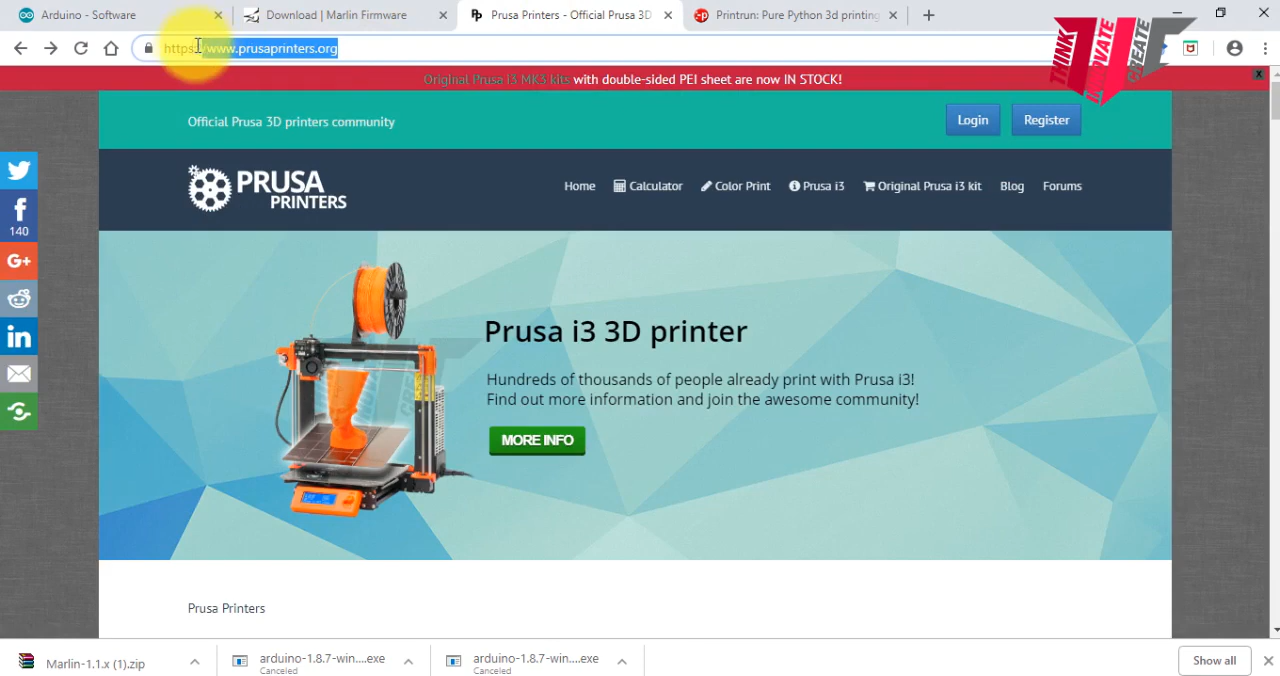 Arduino - Software
Download | Marlin Firmware
Prusa Printers - Official Prusa 3D
Printrun: Pure Python 3d printing
https://www.prusaprinters.org
THINK
INNOVATE
CREATE
Original Prusa i3 MK3 kits with double-sided PEI sheet are now IN STOCK!
X
Official Prusa 3D printers community
Login
Register
PRUSA
PRINTERS
Home
Calculator
Color Print
Prusa i3
Original Prusa i3 kit
Blog
Forums
140
G+
in
Prusa i3 3D printer
Hundreds of thousands of people already print with Prusa i3!
Find out more information and join the awesome community!
MORE INFO
Prusa Printers
Marlin-1.1.x (1).zip
arduino-1.8.7-win....exe
Canceled
arduino-1.8.7-win....exe
Canceled
Show all